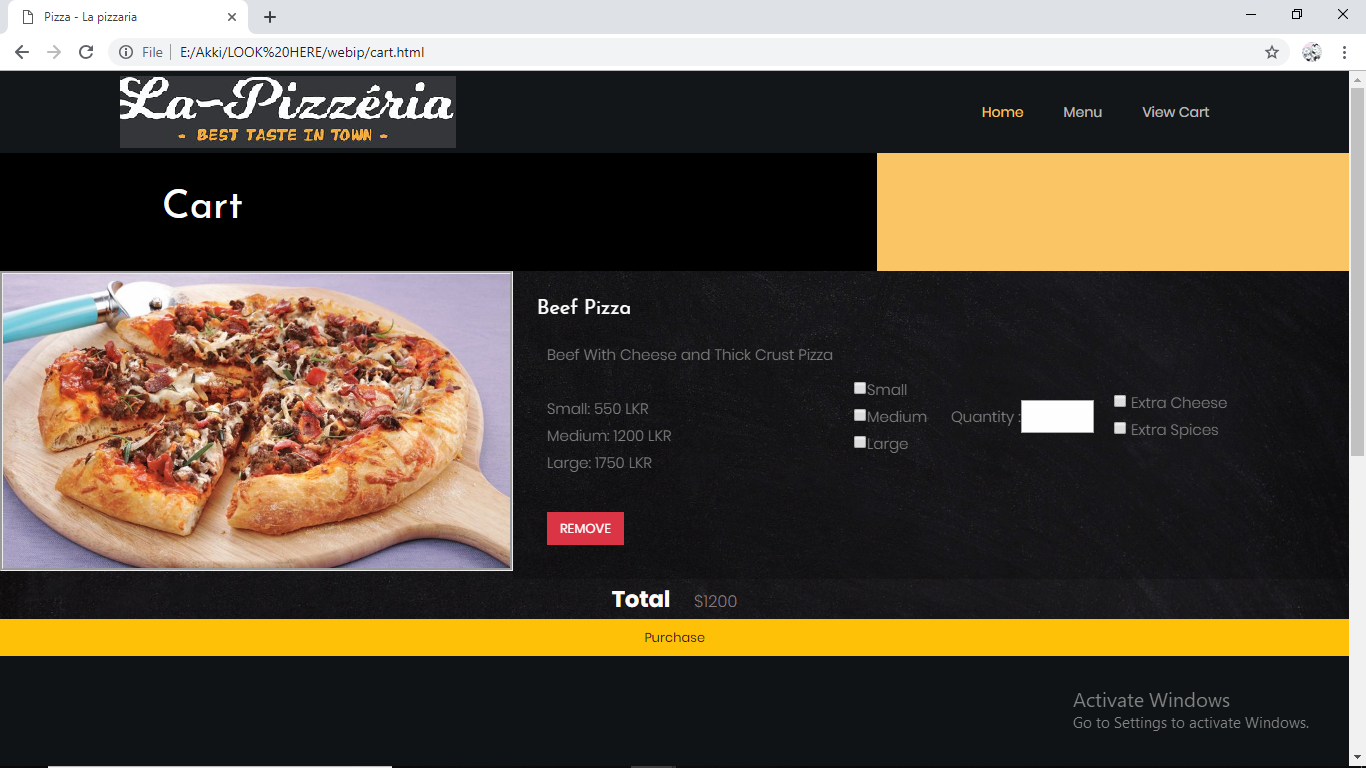 Pizza - La pizzaria
File E:/Akki/LOOK%20HERE/webip/cart.html
La-Pizzéria
- BEST TASTE IN TOWN -
Home Menu View Cart
Cart
Beef Pizza
Beef With Cheese and Thick Crust Pizza
Small: 550 LKR
Medium: 1200 LKR
Large: 1750 LKR
Small
Medium
Large
Quantity :
Extra Cheese
Extra Spices
REMOVE
Total $1200
Purchase
Activate Windows
Go to Settings to activate Windows.